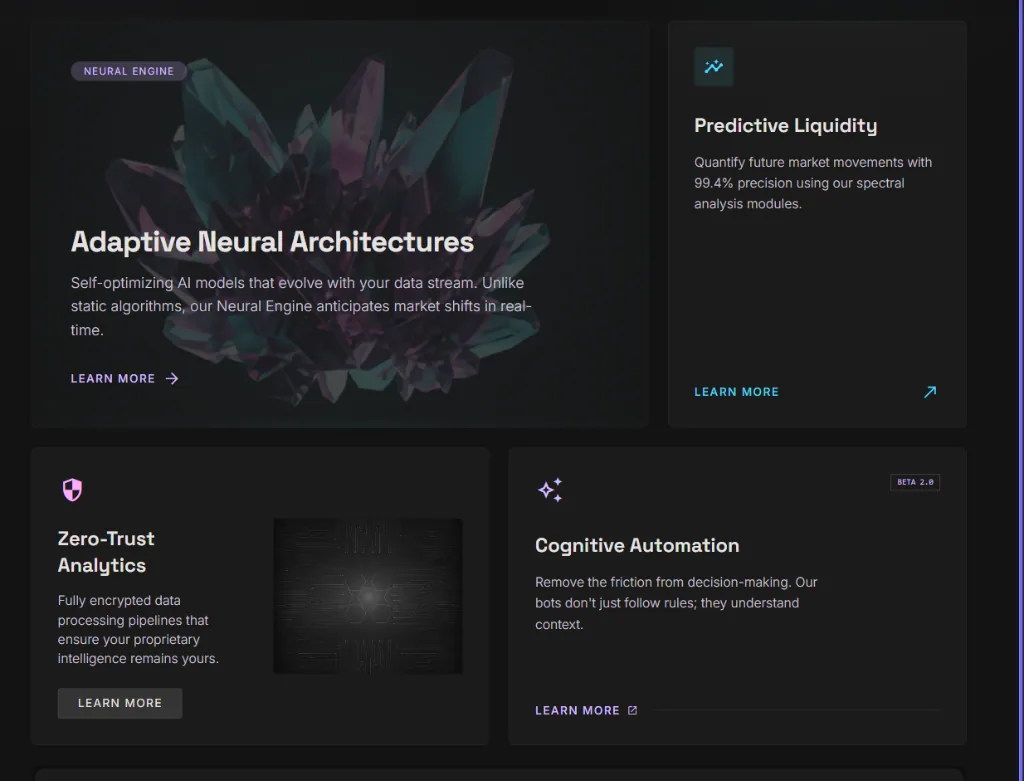 NEURAL ENGINE
Adaptive Neural Architectures
Self-optimizing AI models that evolve with your data stream. Unlike
static algorithms, our Neural Engine anticipates market shifts in real-
time.
LEARN MORE
Predictive Liquidity
Quantify future market movements with
99.4% precision using our spectral
analysis modules.
LEARN MORE
Zero-Trust
Analytics
Fully encrypted data
processing pipelines that
ensure your proprietary
intelligence remains yours.
LEARN MORE
BETA 2.0
Cognitive Automation
Remove the friction from decision-making. Our
bots don't just follow rules; they understand
context.
LEARN MORE